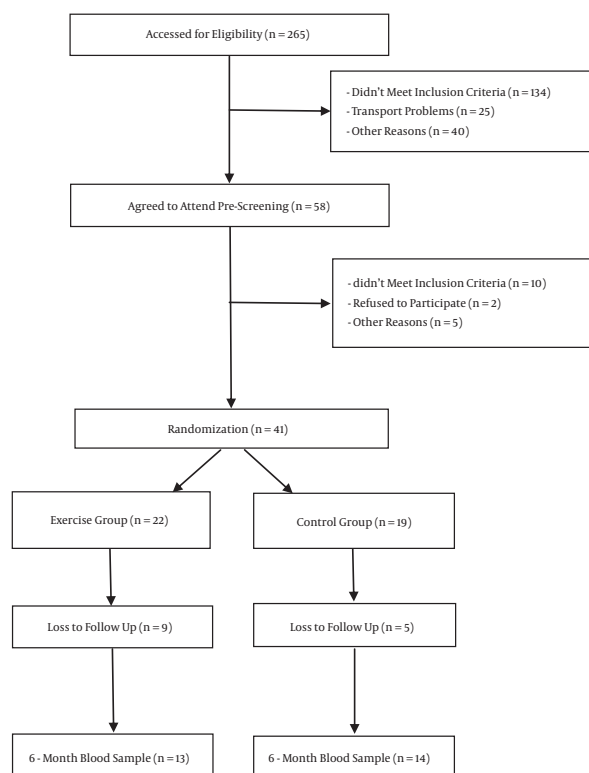 Accessed for Eligibility (n = 265)
- Didn't Meet Inclusion Criteria (n = 134)
- Transport Problems (n = 25)
- Other Reasons (n = 40)
Agreed to Attend Pre-Screening (n = 58)
- didn't Meet Inclusion Criteria (n = 10)
- Refused to Participate (n = 2)
- Other Reasons (n = 5)
Randomization (n = 41)
Exercise Group (n = 22)
Control Group (n = 19)
Loss to Follow Up (n = 9)
Loss to Follow Up (n = 5)
6 - Month Blood Sample (n = 13)
6 - Month Blood Sample (n = 14)